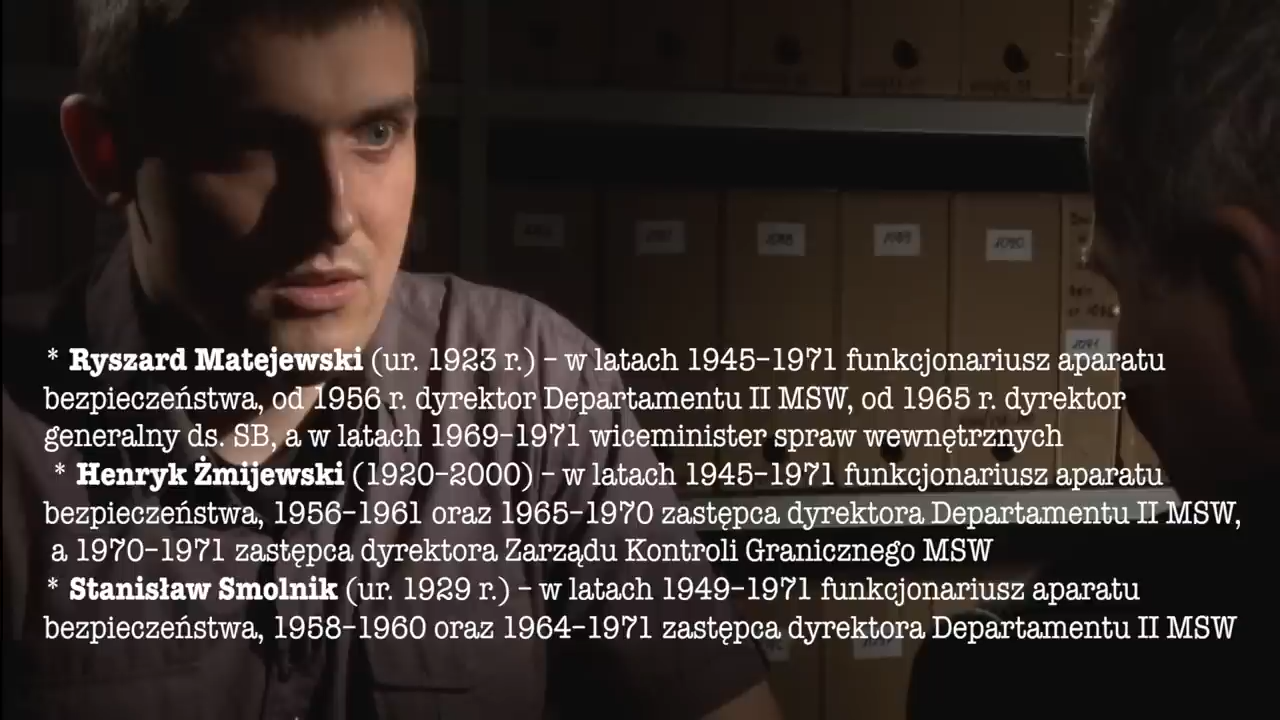 * Ryszard Matejewski (ur. 1923 r.) – w latach 1945–1971 funkcjonariusz aparatu
bezpieczeństwa, od 1956 r. dyrektor Departamentu II MSW, od 1965 r. dyrektor
generalny ds. SB, a w latach 1969–1971 wiceminister spraw wewnętrznych
* Henryk Żmijewski (1920–2000) – w latach 1945–1971 funkcjonariusz aparatu
bezpieczeństwa, 1956–1961 oraz 1965–1970 zastępca dyrektora Departamentu II MSW,
a 1970–1971 zastępca dyrektora Zarządu Kontroli Granicznego MSW
* Stanisław Smolnik (ur. 1929 r.) – w latach 1949–1971 funkcjonariusz aparatu
bezpieczeństwa, 1958–1960 oraz 1964–1971 zastępca dyrektora Departamentu II MSW
1088
1089
1090
1091